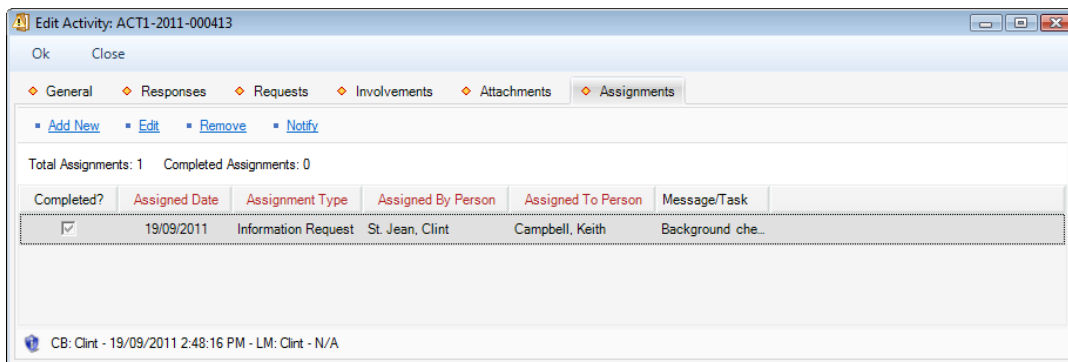 Edit Activity: ACT1-2011-000413
Ok Close
General Responses Requests Involvements Attachments Assignments
Add New Edit Remove Notify
Total Assignments: 1 Completed Assignments: 0
Completed? Assigned Date Assignment Type Assigned By Person Assigned To Person Message/Task
19/09/2011 Information Request St. Jean, Clint Campbell, Keith Background che...
CB: Clint - 19/09/2011 2:48:16 PM - LM: Clint - N/A